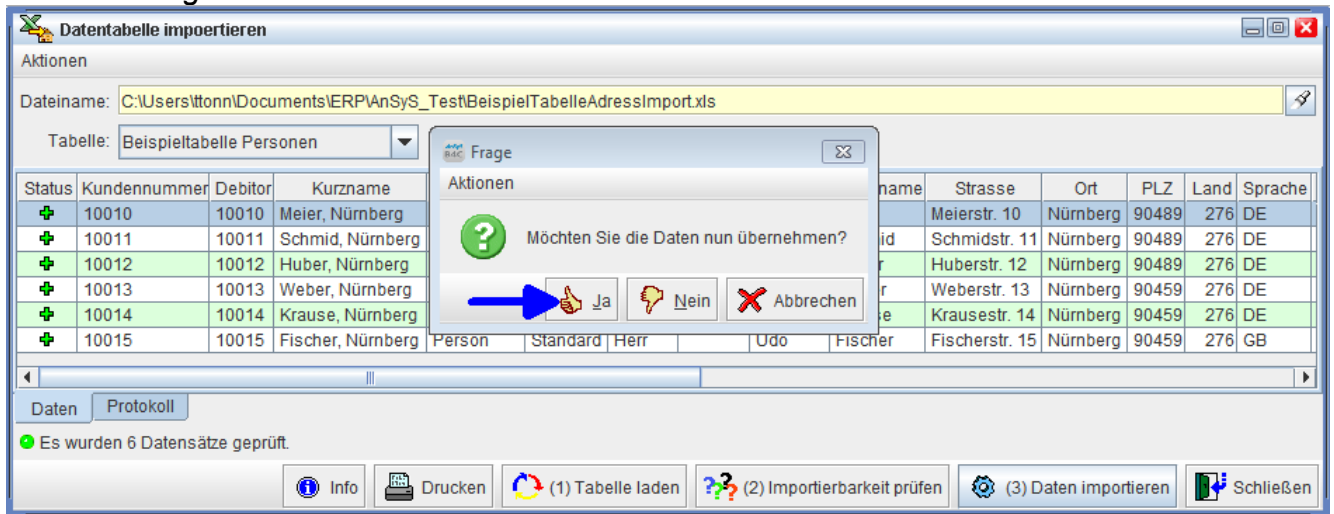 Datentabelle impoertieren
Aktionen
Dateiname: C:\Users\ttonn\Documents\ERP\AnSyS_Test\BeispielTabelleAdressImport.xls
Tabelle: Beispieltabelle Personen
Frage
Aktionen
Möchten Sie die Daten nun übernehmen?
Ja Nein Abbrechen
Status Kundennummer Debitor Kurzname name Strasse Ort PLZ Land Sprache
10010 10010 Meier, Nürnberg Meierstr. 10 Nürnberg 90489 276 DE
10011 10011 Schmid, Nürnberg id Schmidstr. 11 Nürnberg 90489 276 DE
10012 10012 Huber, Nürnberg r Huberstr. 12 Nürnberg 90489 276 DE
10013 10013 Weber, Nürnberg r Weberstr. 13 Nürnberg 90459 276 DE
10014 10014 Krause, Nürnberg e Krausestr. 14 Nürnberg 90459 276 DE
10015 10015 Fischer, Nürnberg Person Standard Herr Udo Fischer Fischerstr. 15 Nürnberg 90459 276 GB
Daten Protokoll
Es wurden 6 Datensätze geprüft.
Info Drucken (1) Tabelle laden (2) Importierbarkeit prüfen (3) Daten importieren Schließen